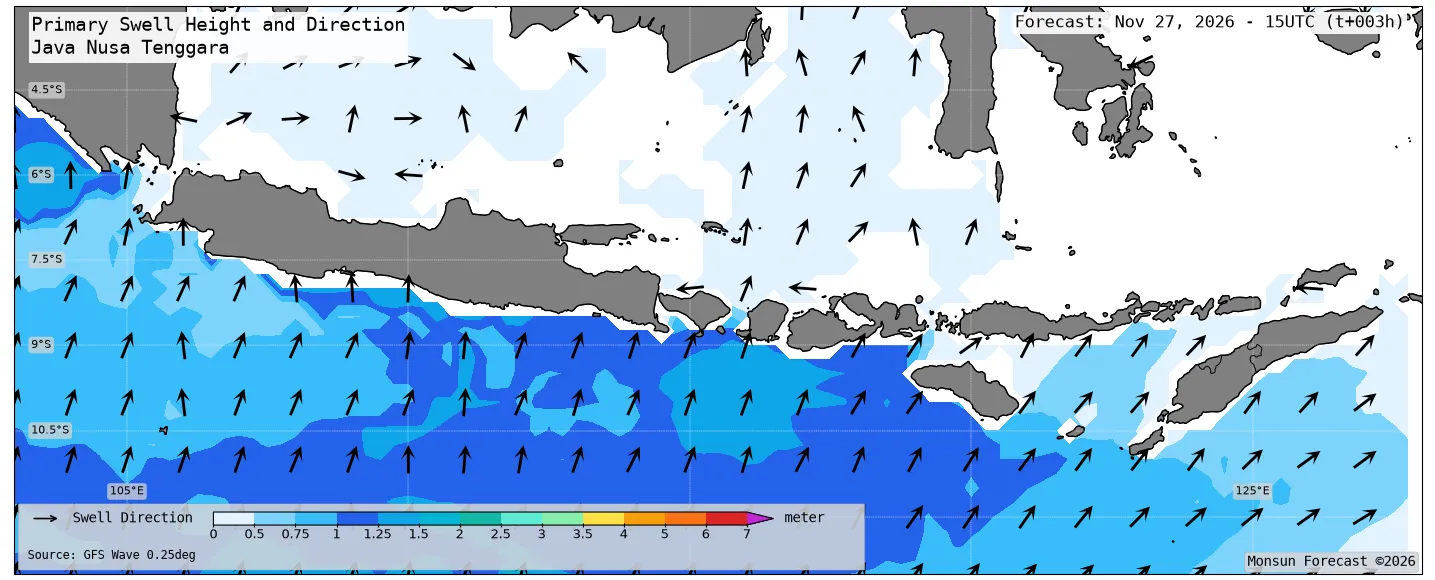 Primary Swell Height and Direction
Java Nusa Tenggara
Forecast: Nov 27, 2026 - 15UTC (t+003h)
4.5°S
6°S
7.5°S
9°S
10.5°S
105°E
125°E
Swell Direction
0 0.5 0.75 1 1.25 1.5 2 2.5 3 3.5 4 5 6 7
meter
Source: GFS Wave 0.25deg
Monsun Forecast ©2026